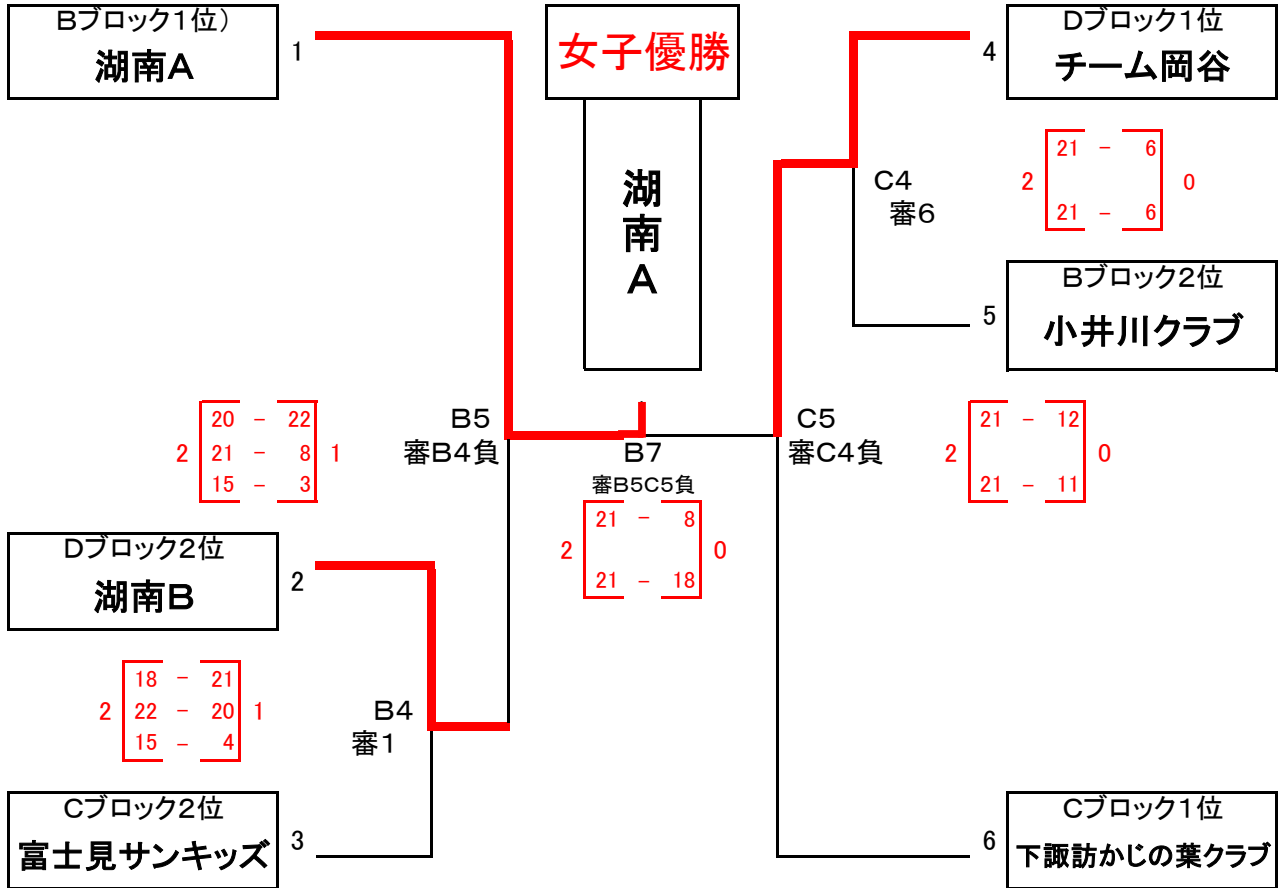 Bブロック1位）
湖南A
1
女子優勝
湖南A
4
Dブロック1位
チーム岡谷
2
21 － 6
21 － 6
0
C4
審6
5
Bブロック2位
小井川クラブ
2
20 － 22
21 － 8
15 － 3
1
B5
審B4負
B7
審B5C5負
2
21 － 8
21 － 18
0
C5
審C4負
2
21 － 12
21 － 11
0
Dブロック2位
湖南B
2
2
18 － 21
22 － 20
15 － 4
1
B4
審1
Cブロック2位
富士見サンキッズ
3
6
Cブロック1位
下諏訪かじの葉クラブ